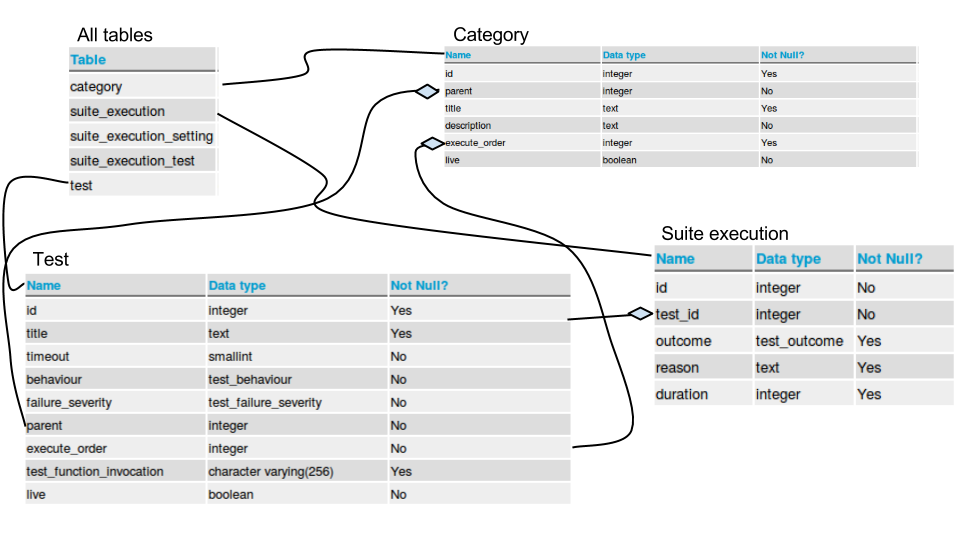 All tables
Table
category
suite_execution
suite_execution_setting
suite_execution_test
test
Category
Name Data type Not Null?
id integer Yes
parent integer No
title text Yes
description text No
execute_order integer Yes
live boolean No
Test
Name Data type Not Null?
id integer Yes
title text Yes
timeout smallint No
behaviour test_behaviour No
failure_severity test_failure_severity No
parent integer No
execute_order integer No
test_function_invocation character varying(256) Yes
live boolean No
Suite execution
Name Data type Not Null?
id integer No
test_id integer No
outcome test_outcome Yes
reason text Yes
duration integer Yes